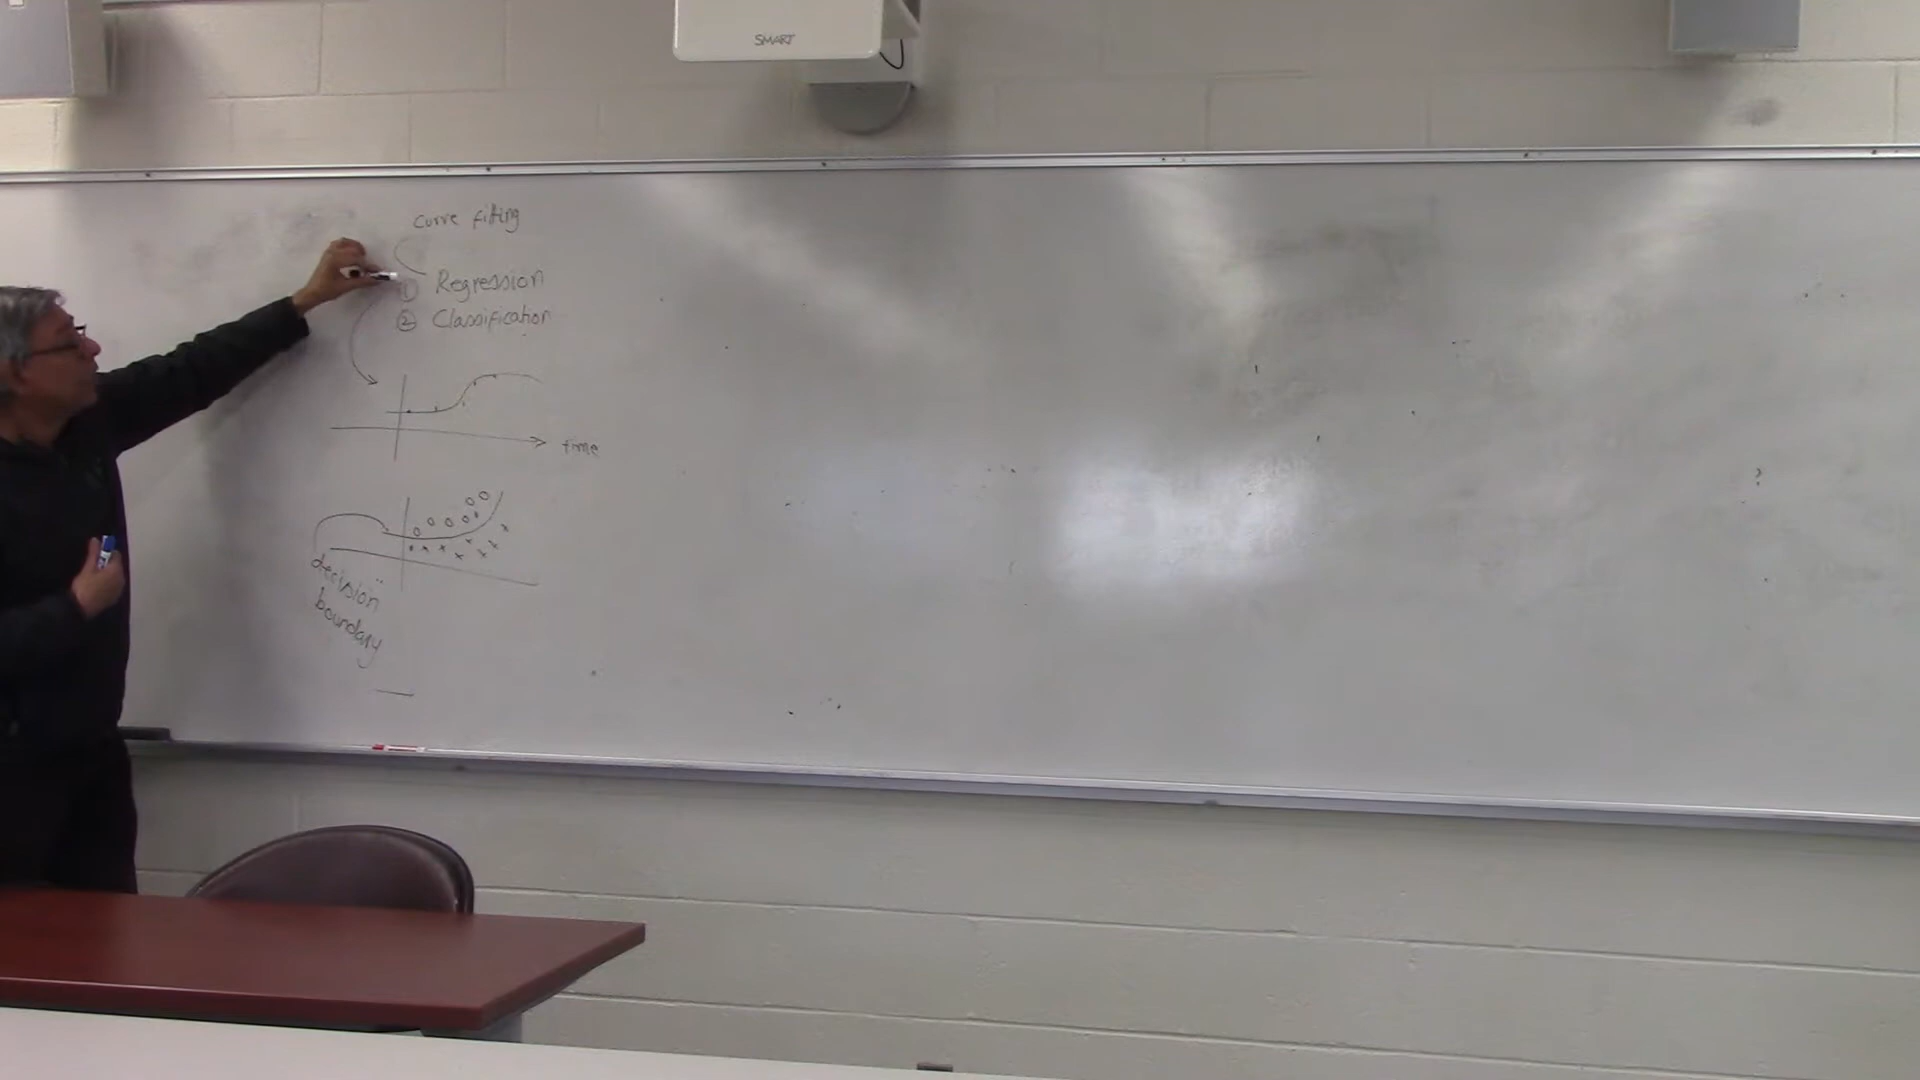 SMART
curve fitting
① Regression
② Classification
time
decision
boundary